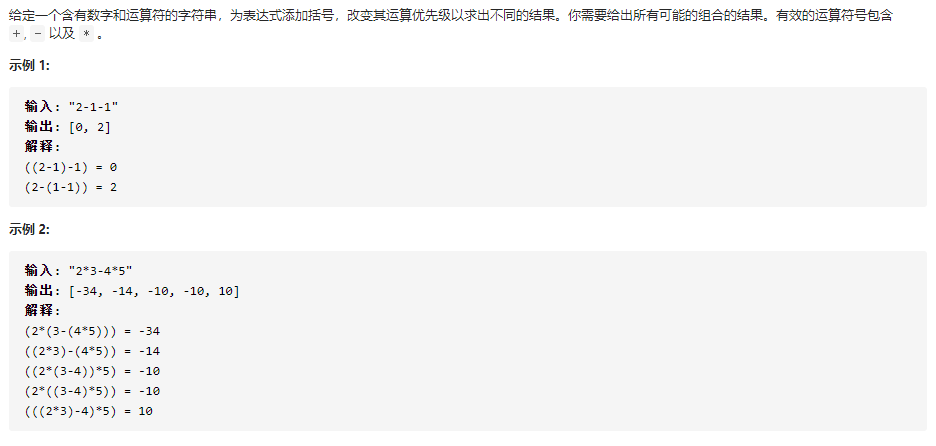 给定一个含有数字和运算符的字符串，为表达式添加括号，改变其运算优先级以求出不同的结果。你需要给出所有可能的组合的结果。有效的运算符号包含
+, - 以及 * 。
示例 1:
输入: "2-1-1"
输出: [0, 2]
解释:
((2-1)-1) = 0
(2-(1-1)) = 2
示例 2:
输入: "2*3-4*5"
输出: [-34, -14, -10, -10, 10]
解释:
(2*(3-(4*5))) = -34
((2*3)-(4*5)) = -14
((2*(3-4))*5) = -10
(2*((3-4)*5)) = -10
(((2*3)-4)*5) = 10